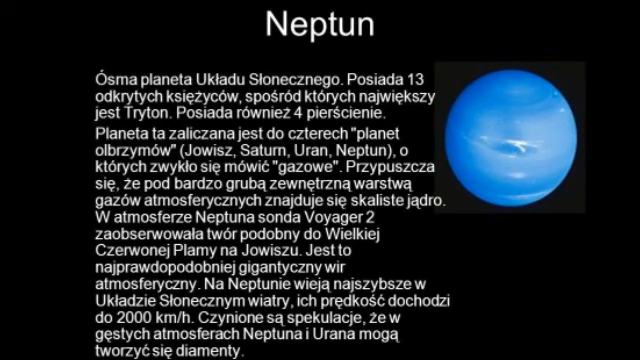 Neptun
Ósma planeta Układu Słonecznego. Posiada 13
odkrytych księżyców, spośród których największy
jest Tryton. Posiada również 4 pierścienie.
Planeta ta zaliczana jest do czterech "planet
olbrzymów" (Jowisz, Saturn, Uran, Neptun), o
których zwykło się mówić "gazowe". Przypuszcza
się, że pod bardzo grubą zewnętrzną warstwą
gazów atmosferycznych znajduje się skaliste jądro.
W atmosferze Neptuna sonda Voyager 2
zaobserwowała twór podobny do Wielkiej
Czerwonej Plamy na Jowiszu. Jest to
najprawdopodobniej gigantyczny wir
atmosferyczny. Na Neptunie wieją najszybsze w
Układzie Słonecznym wiatry, ich prędkość dochodzi
do 2000 km/h. Czynione są spekulacje, że w
gęstych atmosferach Neptuna i Urana mogą
tworzyć się diamenty.